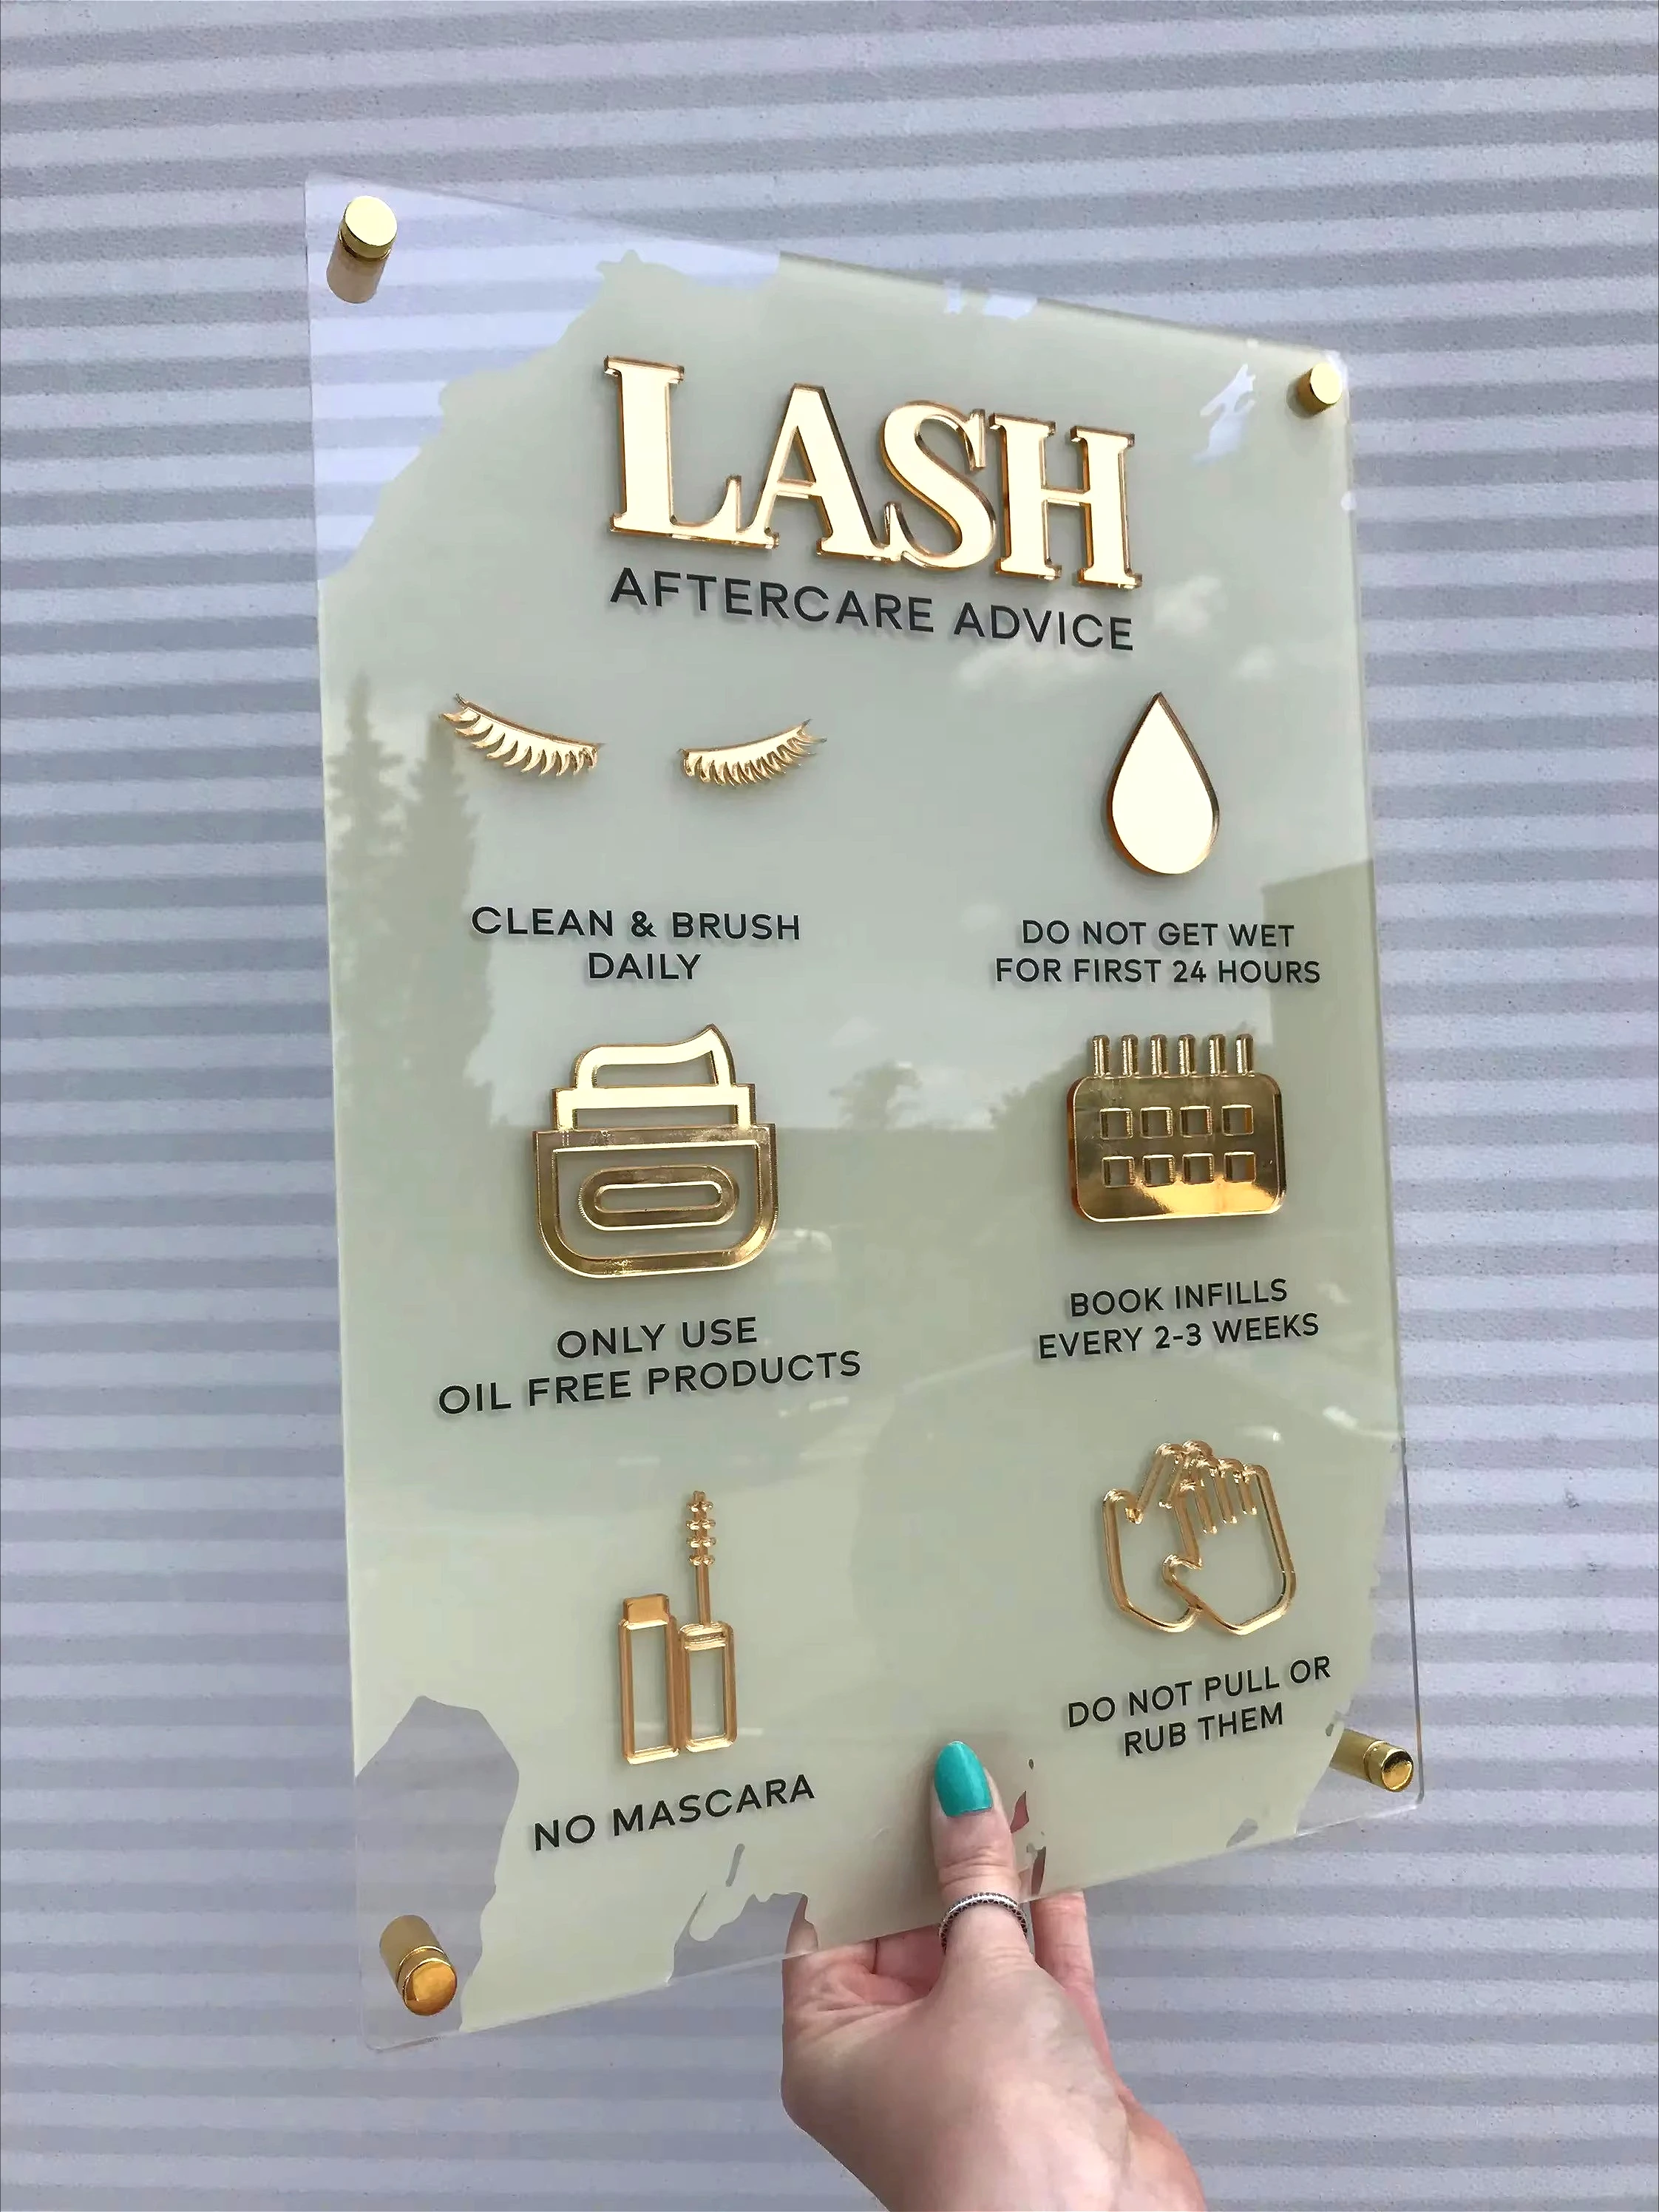 LASH
AFTERCARE ADVICE
CLEAN & BRUSH
DAILY
DO NOT GET WET
FOR FIRST 24 HOURS
ONLY USE
OIL FREE PRODUCTS
BOOK INFILLS
EVERY 2-3 WEEKS
NO MASCARA
DO NOT PULL OR
RUB THEM